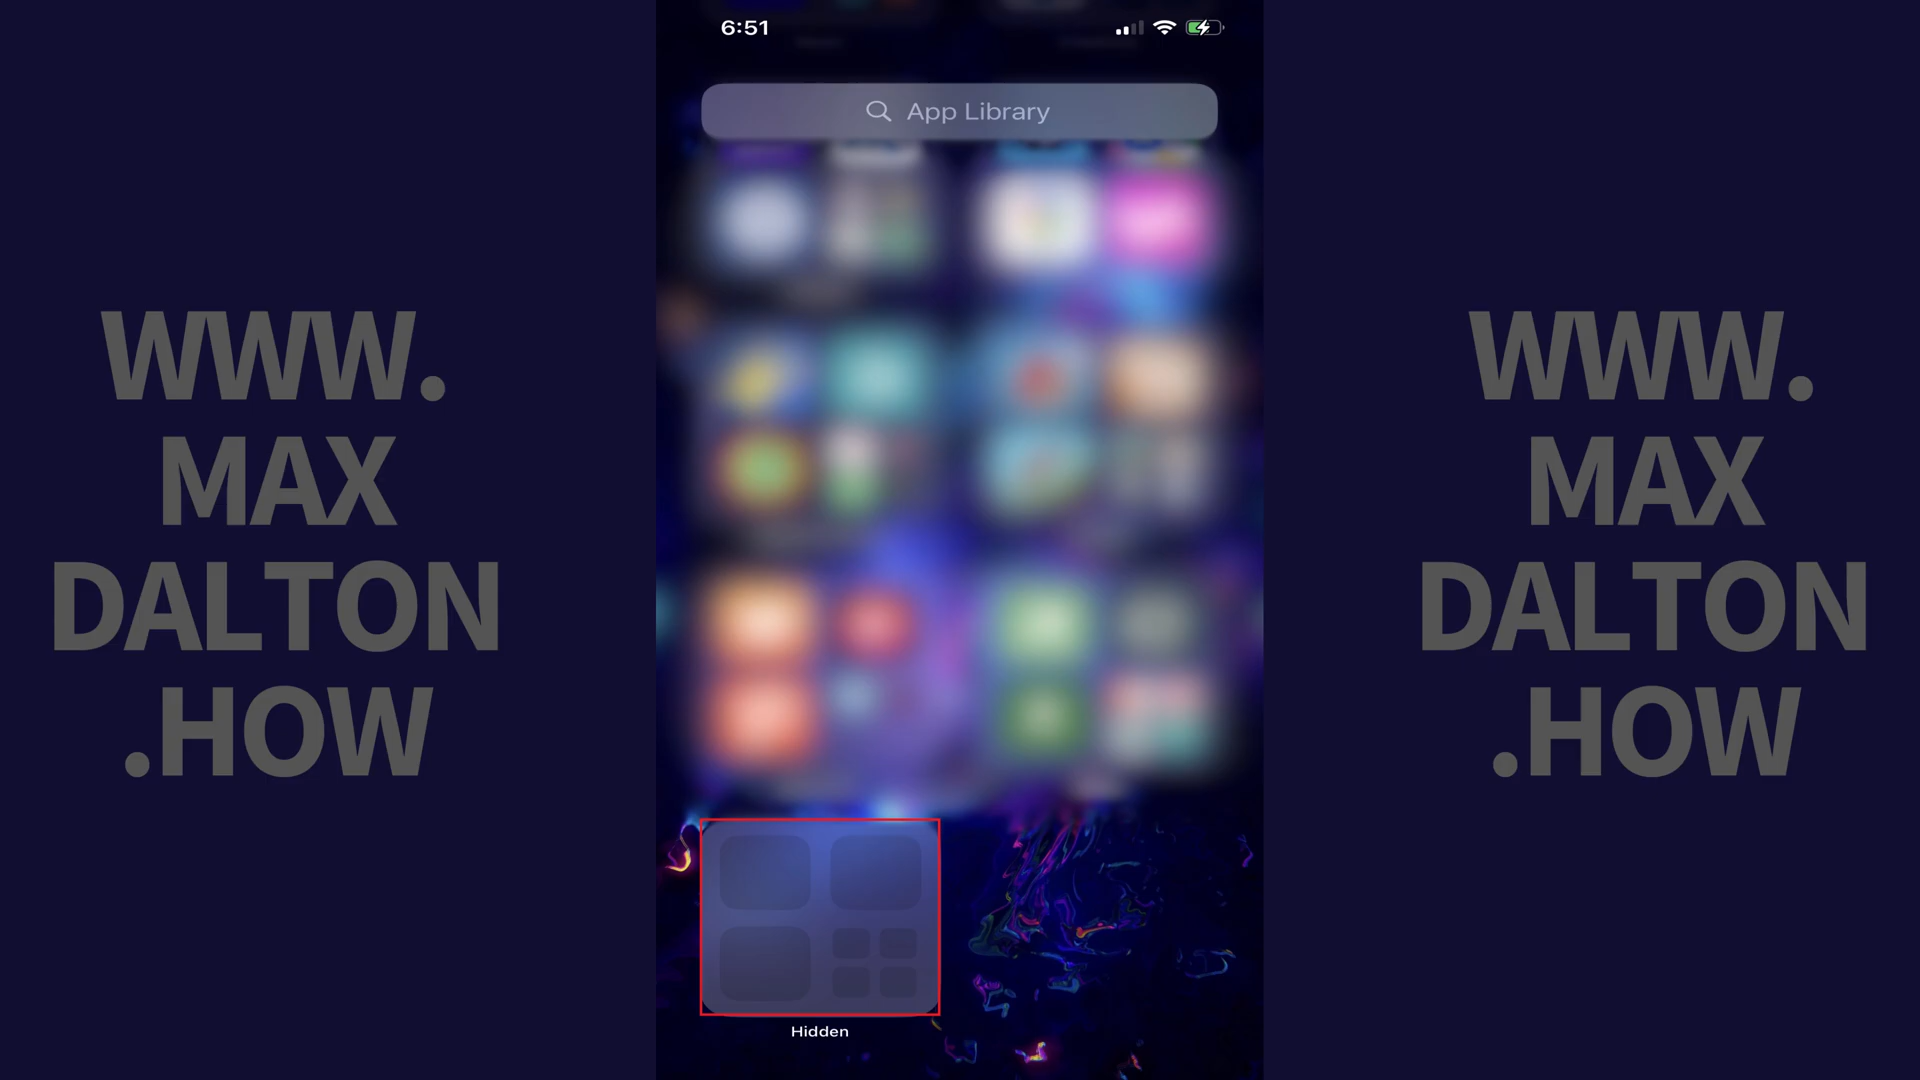 6:51
App Library
WWW.
MAX
DALTON
.HOW
WWW.
MAX
DALTON
.HOW
Hidden